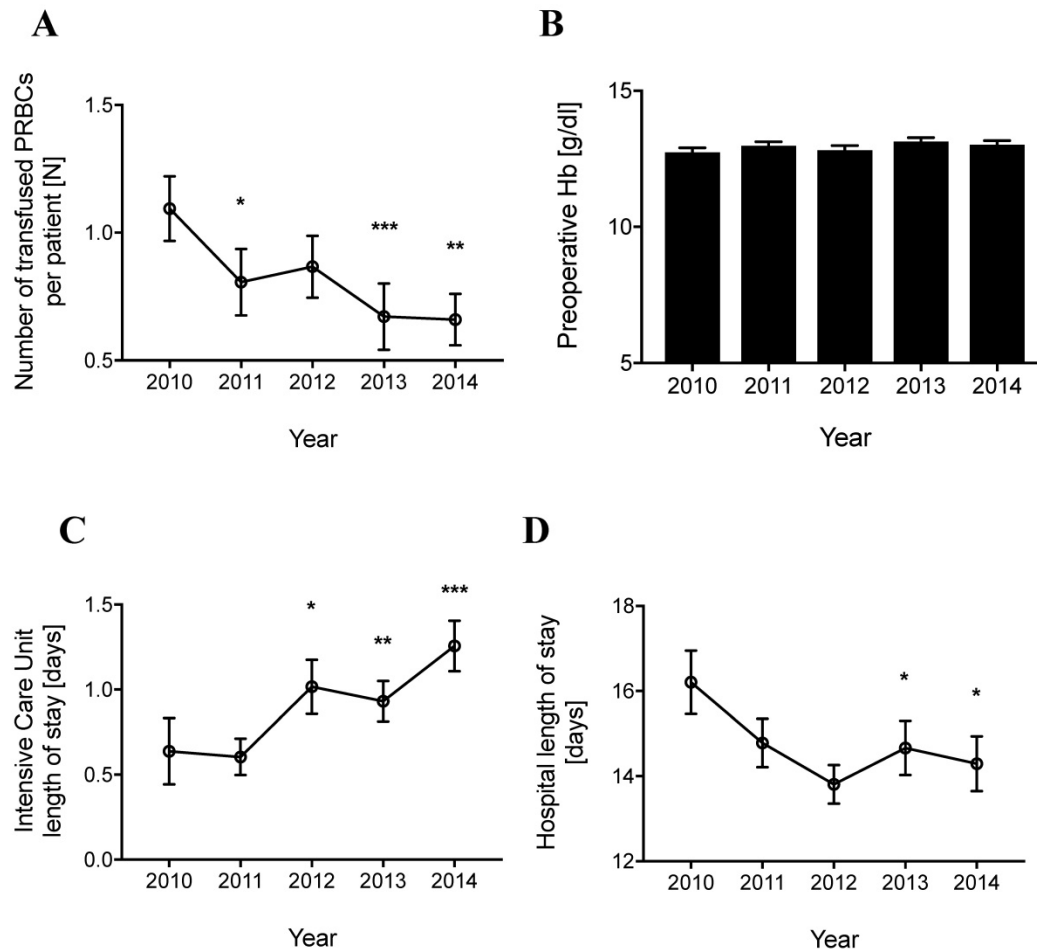 A
Number of transfused PRBCs
per patient [N]
1.5
1.0
0.5
*
***
**
2010 2011 2012 2013 2014
Year
B
Preoperative Hb [g/dl]
15
10
5
2010 2011 2012 2013 2014
Year
C
Intensive Care Unit
length of stay [days]
1.5
1.0
0.5
0.0
*
**
***
2010 2011 2012 2013 2014
Year
D
Hospital length of stay
[days]
18
16
14
12
*
*
2010 2011 2012 2013 2014
Year